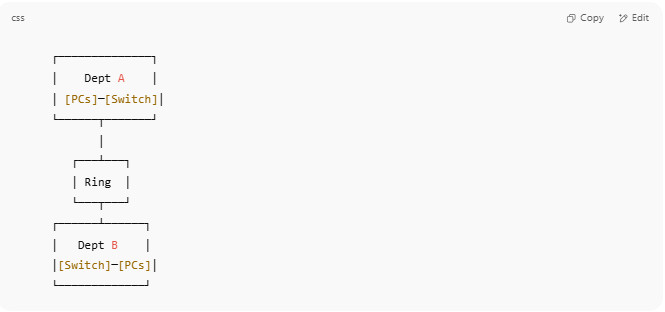 css
Copy
Edit
Dept A
[PCs]—[Switch]
Ring
Dept B
[Switch]—[PCs]